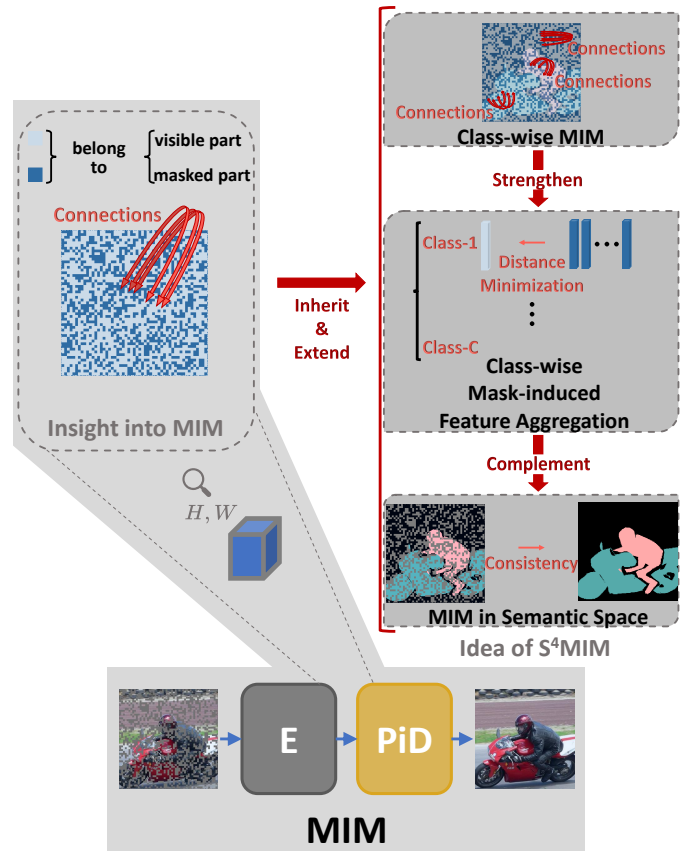 belong
to
visible part
masked part
Connections
Insight into MIM
H, W
Inherit
&
Extend
Connections
Connections
Connections
Class-wise MIM
Strengthen
Class-1
Distance
Minimization
Class-C
Class-wise
Mask-induced
Feature Aggregation
Complement
Consistency
MIM in Semantic Space
Idea of S⁴MIM
E
PiD
MIM